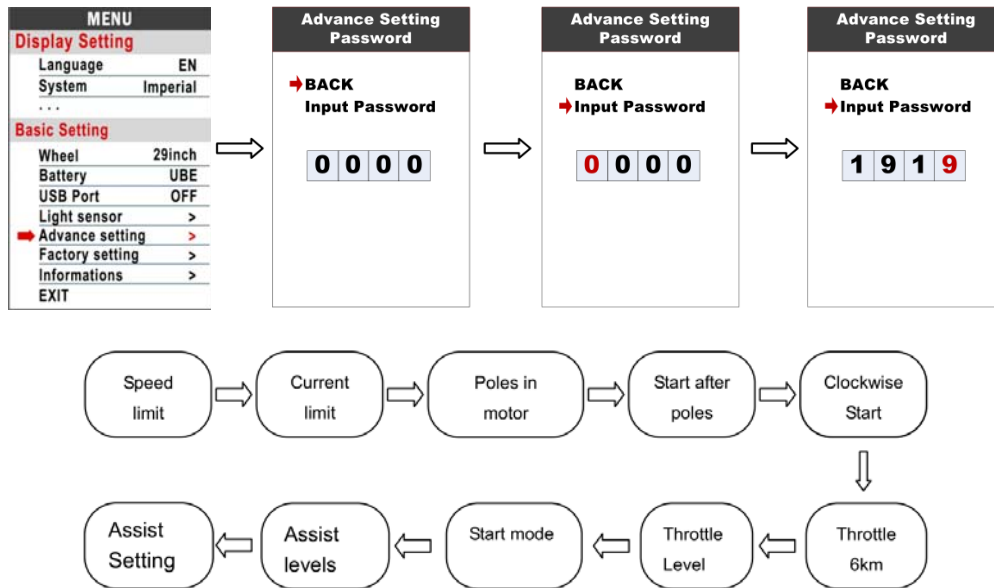 MENU
Display Setting
Language EN
System Imperial
. . .
Basic Setting
Wheel 29inch
Battery UBE
USB Port OFF
Light sensor >
Advance setting >
Factory setting >
Informations >
EXIT
Advance Setting
Password
BACK
Input Password
0 0 0 0
Advance Setting
Password
BACK
Input Password
0 0 0 0
Advance Setting
Password
BACK
Input Password
1 9 1 9
Speed
limit
Current
limit
Poles in
motor
Start after
poles
Clockwise
Start
Throttle
6km
Throttle
Level
Start mode
Assist
levels
Assist
Setting